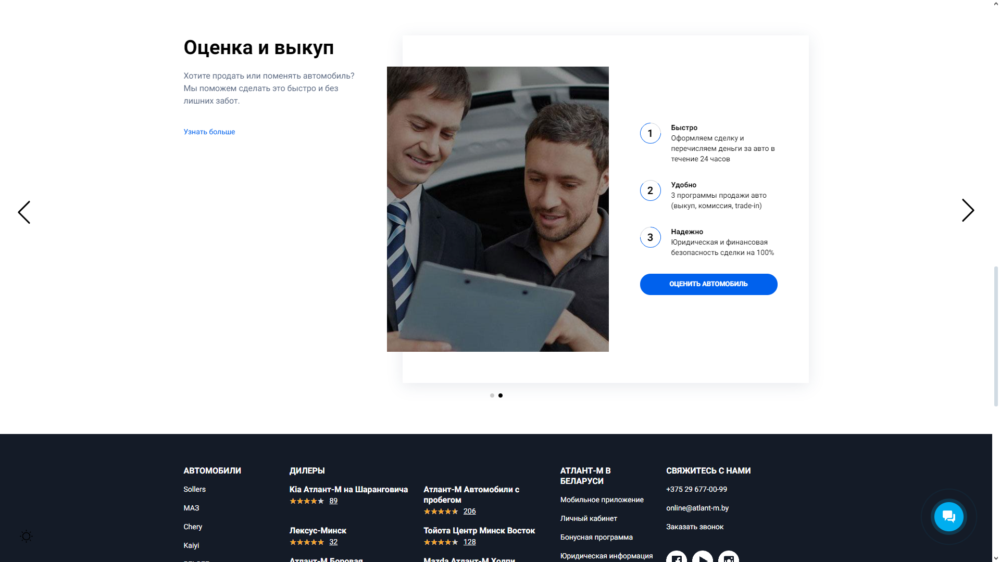 Оценка и выкуп
Хотите продать или поменять автомобиль?
Мы поможем сделать это быстро и без
лишних забот.
Узнать больше
1
Быстро
Оформляем сделку и
перечисляем деньги за авто в
течение 24 часов
2
Удобно
3 программы продажи авто
(выкуп, комиссия, trade-in)
3
Надежно
Юридическая и финансовая
безопасность сделки на 100%
ОЦЕНИТЬ АВТОМОБИЛЬ
АВТОМОБИЛИ
Sollers
МАЗ
Chery
Kaiyi
ДИЛЕРЫ
Kia Атлант-М на Шаранговича
89
Лексус-Минск
32
Атлант-М Боровая
Атлант-М Автомобили с
пробегом
206
Тойота Центр Минск Восток
128
Mazda Атлант-М Холпи
АТЛАНТ-М В
БЕЛАРУСИ
Мобильное приложение
Личный кабинет
Бонусная программа
Юридическая информация
СВЯЖИТЕСЬ С НАМИ
+375 29 677-00-99
online@atlant-m.by
Заказать звонок